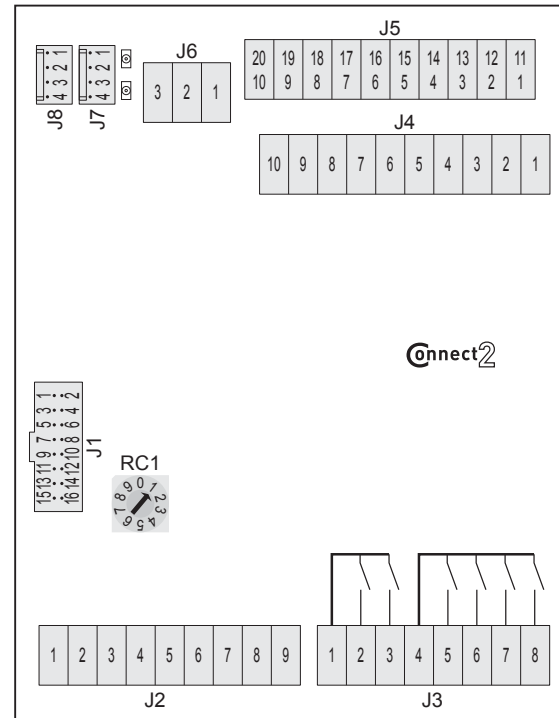 J5
J6
20 19 18 17 16 15 14 13 12 11
10 9 8 7 6 5 4 3 2 1
4 3 2 1
J8
4 3 2 1
J7
3 2 1
J4
10 9 8 7 6 5 4 3 2 1
Connect2
15 13 11 9 7 5 3 1
16 14 12 10 8 6 4 2
J1
RC1
0 1 2 3 4 5 6 7 8 9
1 2 3 4 5 6 7 8 9
J2
1 2 3 4 5 6 7 8
J3